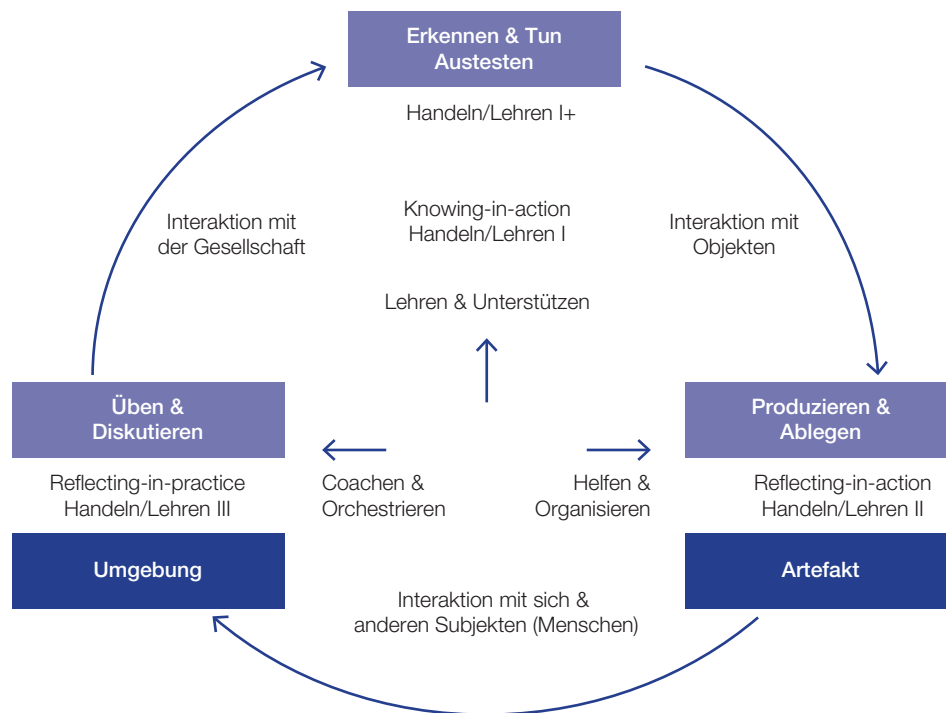 Erkennen & Tun
Austesten
Handeln/Lehren I+
Interaktion mit
der Gesellschaft
Knowing-in-action
Handeln/Lehren I
Interaktion mit
Objekten
Lehren & Unterstützen
Üben &
Diskutieren
Produzieren &
Ablegen
Reflecting-in-practice
Handeln/Lehren III
Coachen &
Orchestrieren
Helfen &
Organisieren
Reflecting-in-action
Handeln/Lehren II
Umgebung
Artefakt
Interaktion mit sich &
anderen Subjekten (Menschen)